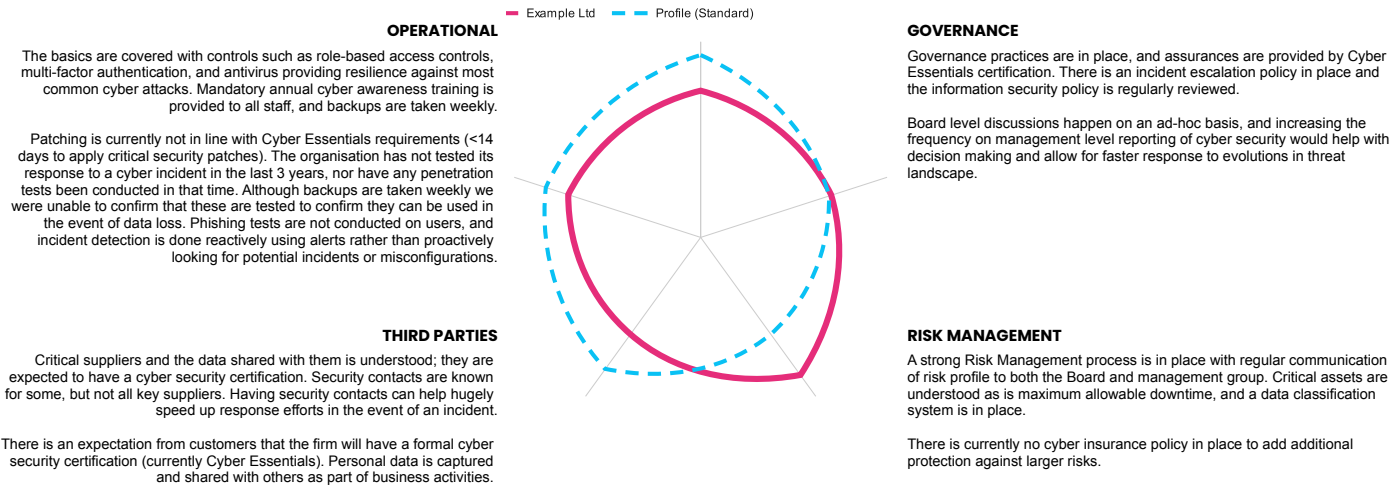 Example Ltd
Profile (Standard)
OPERATIONAL
The basics are covered with controls such as role-based access controls,
multi-factor authentication, and antivirus providing resilience against most
common cyber attacks. Mandatory annual cyber awareness training is
provided to all staff, and backups are taken weekly.
Patching is currently not in line with Cyber Essentials requirements (<14
days to apply critical security patches). The organisation has not tested its
response to a cyber incident in the last 3 years, nor have any penetration
tests been conducted in that time. Although backups are taken weekly we
were unable to confirm that these are tested to confirm they can be used in
the event of data loss. Phishing tests are not conducted on users, and
incident detection is done reactively using alerts rather than proactively
looking for potential incidents or misconfigurations.
GOVERNANCE
Governance practices are in place, and assurances are provided by Cyber
Essentials certification. There is an incident escalation policy in place and
the information security policy is regularly reviewed.
Board level discussions happen on an ad-hoc basis, and increasing the
frequency on management level reporting of cyber security would help with
decision making and allow for faster response to evolutions in threat
landscape.
THIRD PARTIES
Critical suppliers and the data shared with them is understood; they are
expected to have a cyber security certification. Security contacts are known
for some, but not all key suppliers. Having security contacts can help hugely
speed up response efforts in the event of an incident.
There is an expectation from customers that the firm will have a formal cyber
security certification (currently Cyber Essentials). Personal data is captured
and shared with others as part of business activities.
RISK MANAGEMENT
A strong Risk Management process is in place with regular communication
of risk profile to both the Board and management group. Critical assets are
understood as is maximum allowable downtime, and a data classification
system is in place.
There is currently no cyber insurance policy in place to add additional
protection against larger risks.